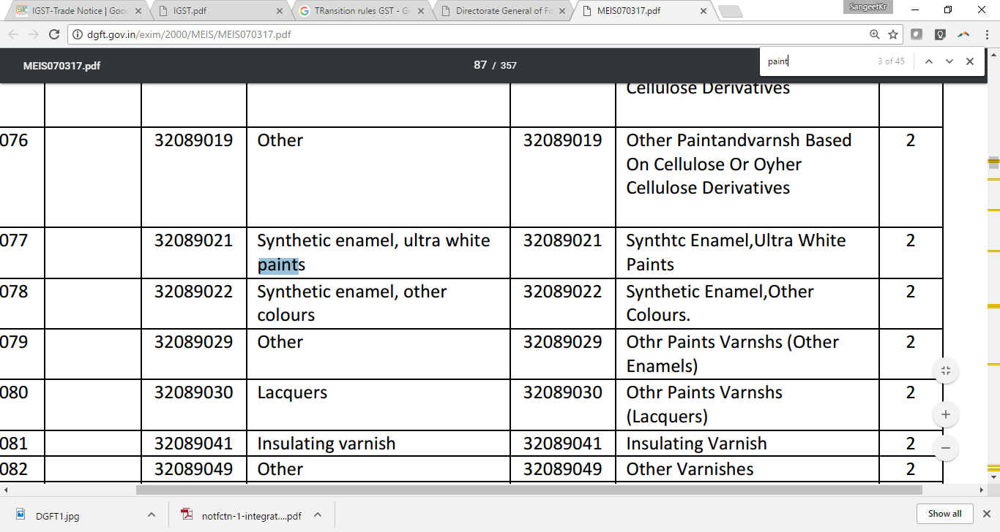 IGST-Trade Notice | Goo
IGST.pdf
TRansition rules GST - G
Directorate General of Fo
MEIS070317.pdf
SangeetKr
dgft.gov.in/exim/2000/MEIS/MEIS070317.pdf
MEIS070317.pdf
87 / 357
paint
3 of 45
Cellulose Derivatives
076 32089019 Other 32089019 Other Paintandvarnsh Based 2
On Cellulose Or Oyher
Cellulose Derivatives
077 32089021 Synthetic enamel, ultra white 32089021 Synthtc Enamel,Ultra White 2
paints Paints
078 32089022 Synthetic enamel, other 32089022 Synthetic Enamel,Other 2
colours Colours.
079 32089029 Other 32089029 Othr Paints Varnshs (Other 2
Enamels)
080 32089030 Lacquers 32089030 Othr Paints Varnshs 2
(Lacquers)
081 32089041 Insulating varnish 32089041 Insulating Varnish 2
082 32089049 Other 32089049 Other Varnishes 2
DGFT1.jpg
notfctn-1-integrat....pdf
Show all